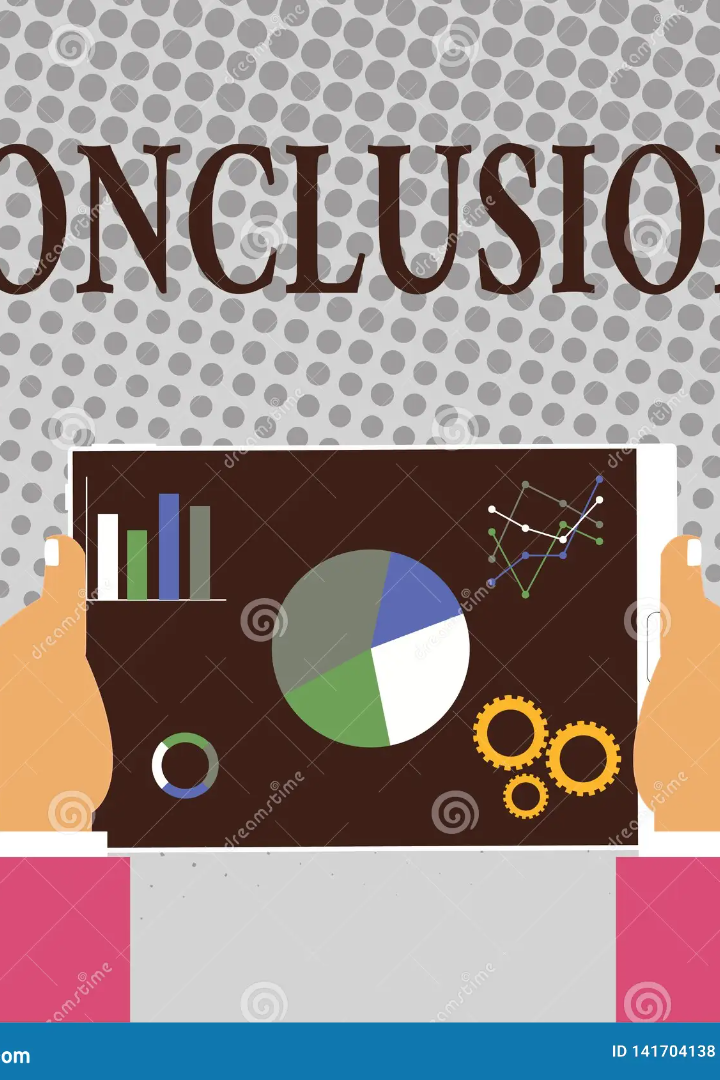 ONCLUSIO
dreamstime
om
ID 141704138